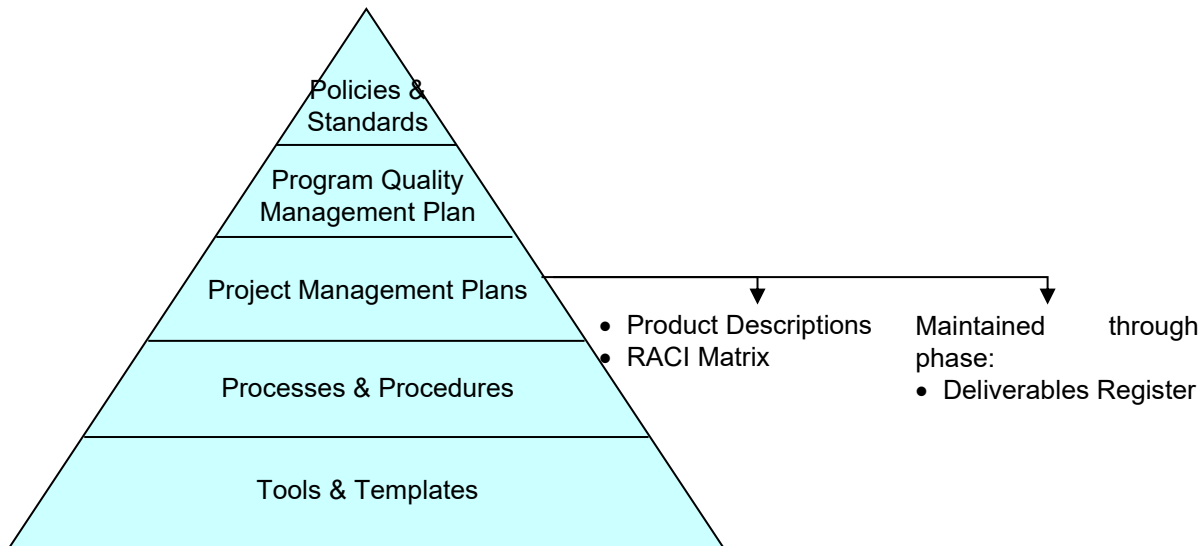 Policies &
Standards
Program Quality
Management Plan
Project Management Plans
• Product Descriptions
• RACI Matrix
Maintained through
phase:
• Deliverables Register
Processes & Procedures
Tools & Templates